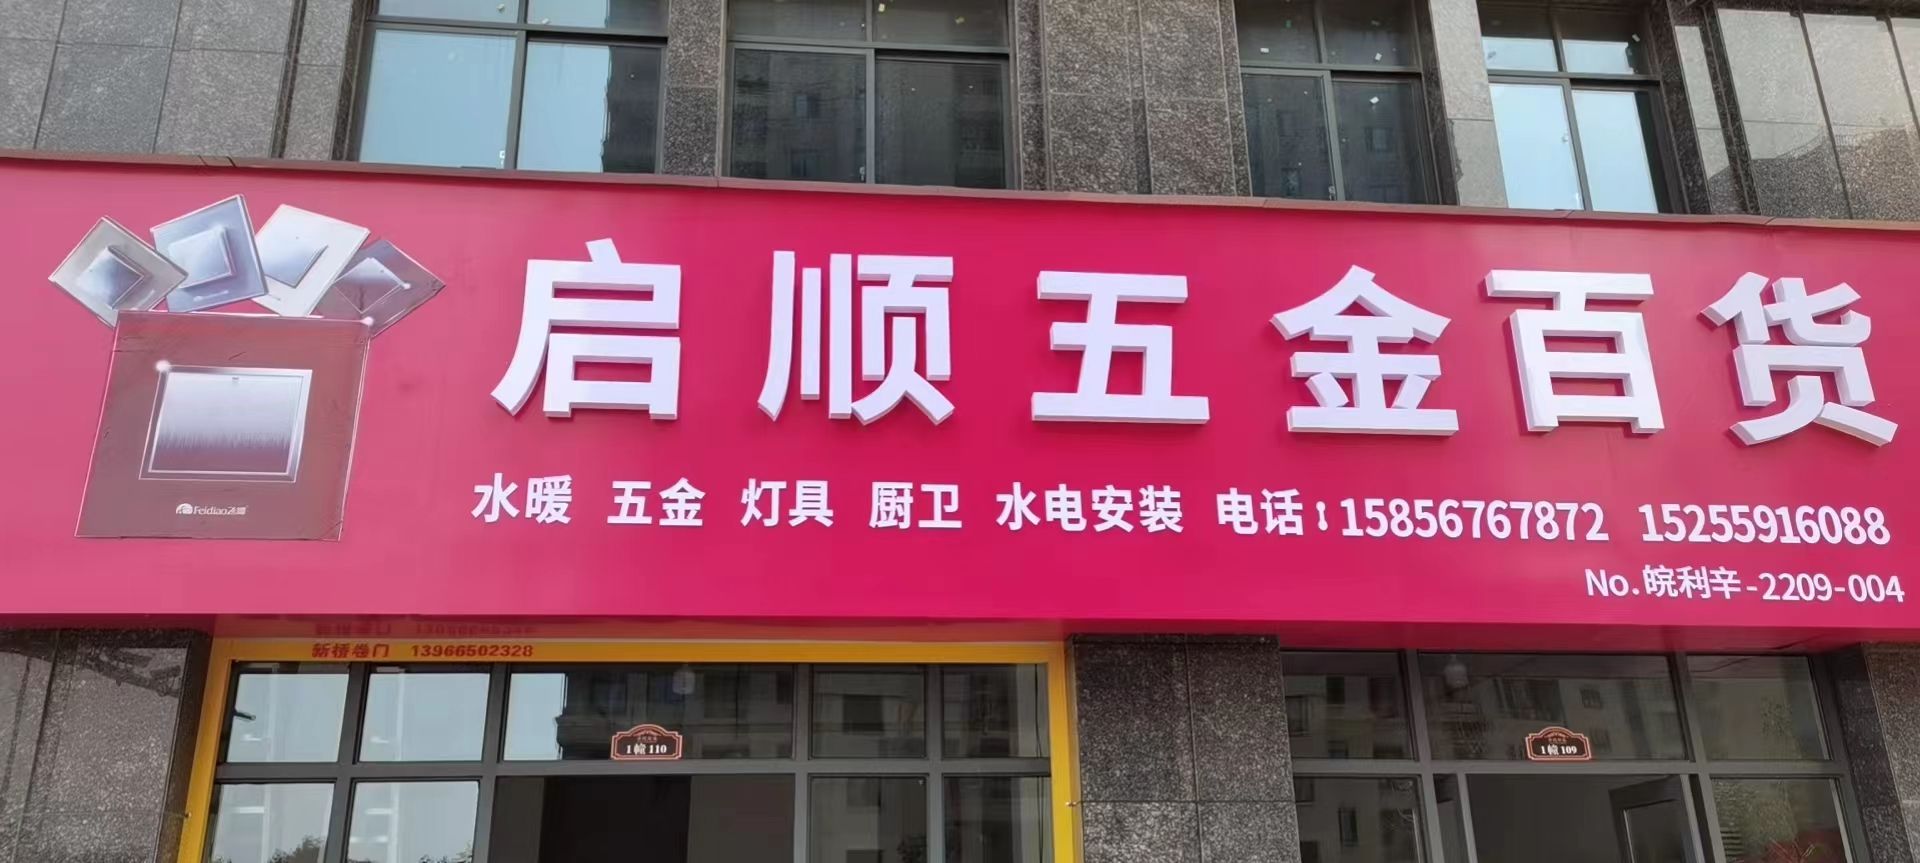 启顺五金百货
水暖 五金 灯具 厨卫 水电安装 电话：15856767872 15255916088
No.皖利辛-2209-004
Feidiao飞雕
新桥卷门 13966502328
1幢110
1幢109